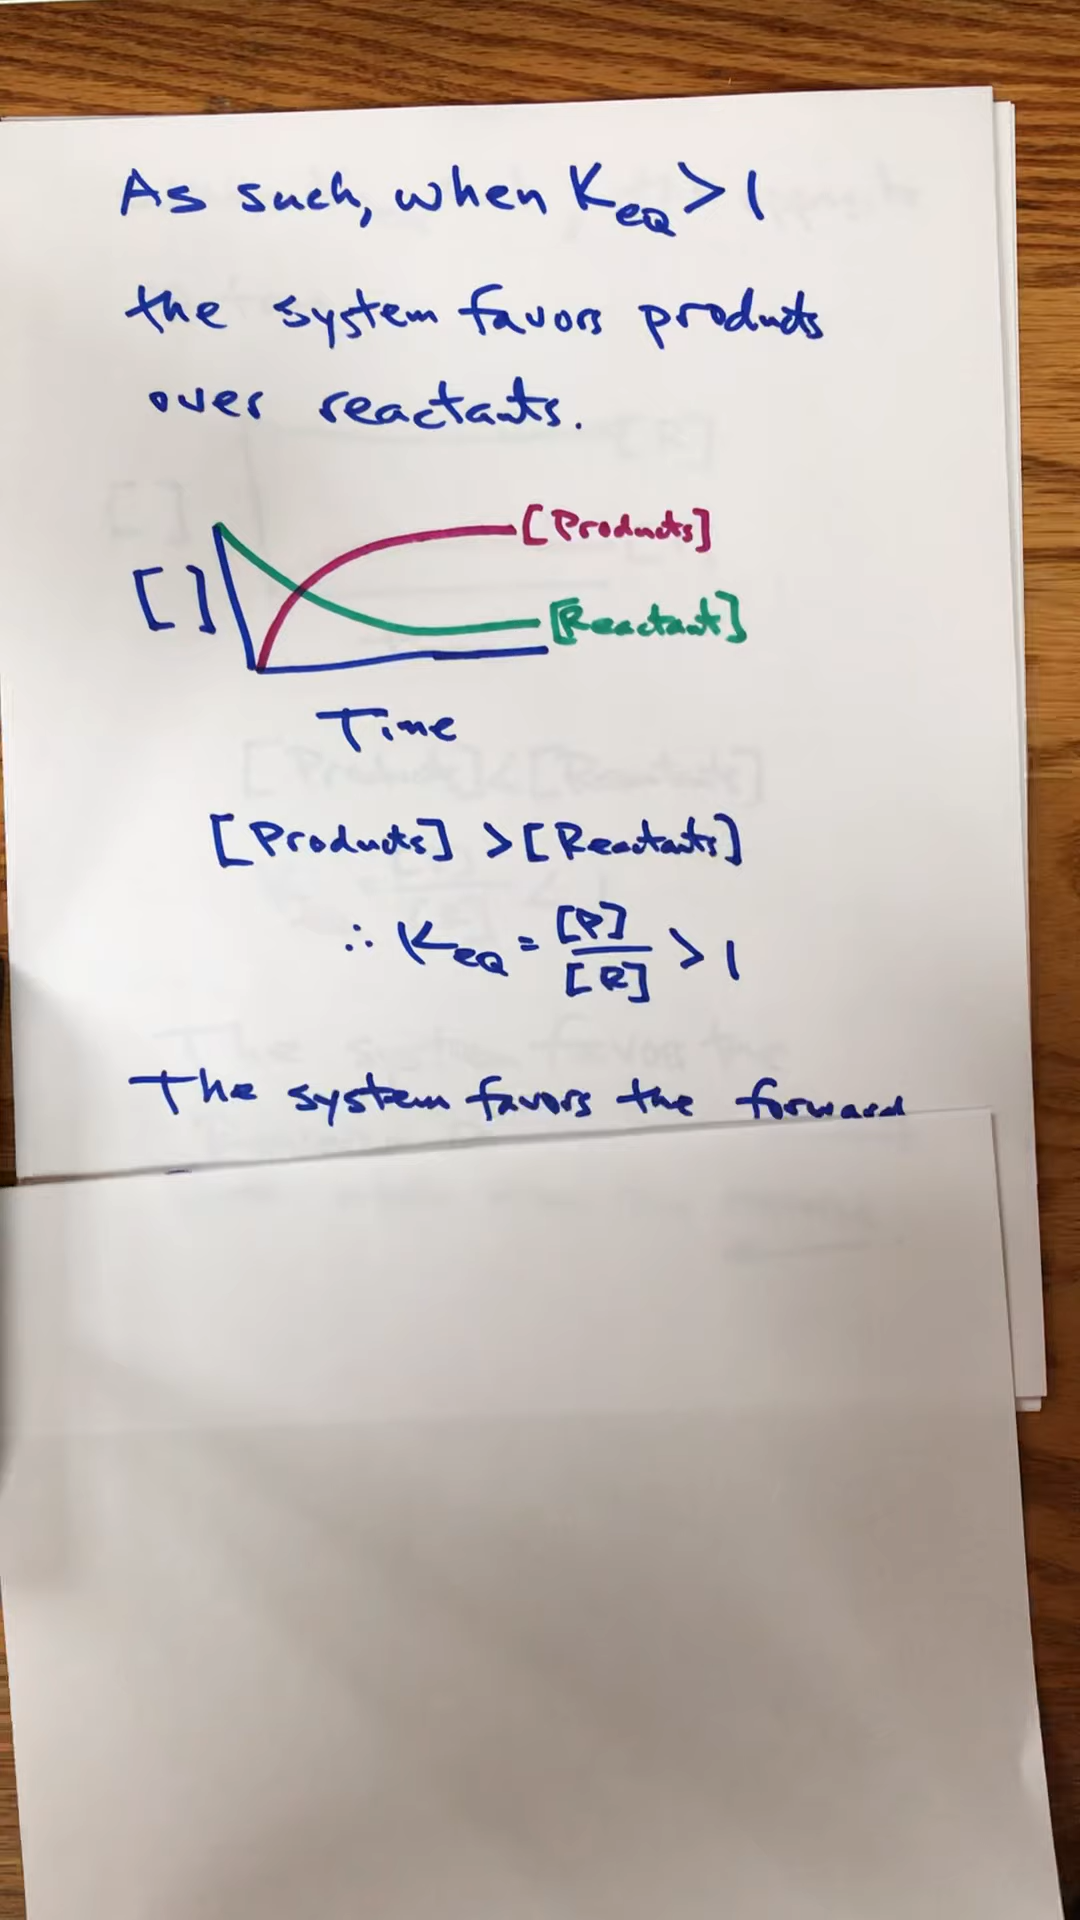 As such, when Keq > 1
the system favors products
over reactants.
[Products]
[ ]
[Reactant]
Time
[Products] > [Reactants]
∴ Keq = [P]/[R] > 1
The system favors the forward